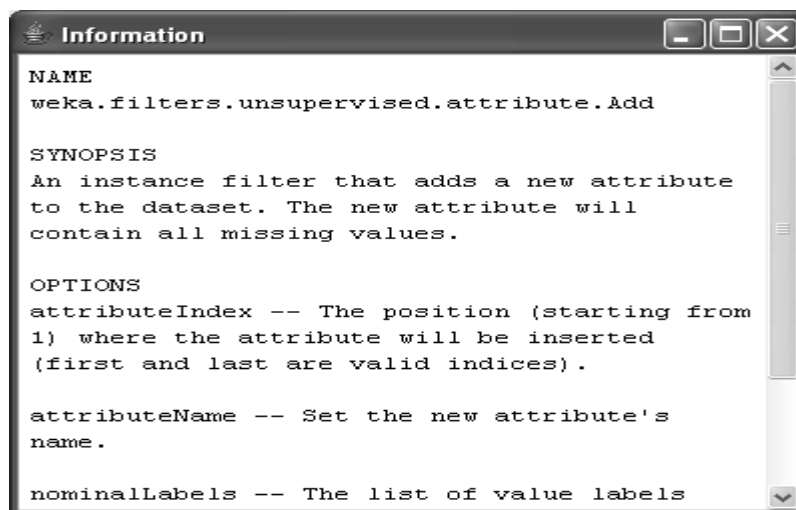 Information
NAME
weka.filters.unsupervised.attribute.Add
SYNOPSIS
An instance filter that adds a new attribute
to the dataset. The new attribute will
contain all missing values.
OPTIONS
attributeIndex -- The position (starting from
1) where the attribute will be inserted
(first and last are valid indices).
attributeName -- Set the new attribute's
name.
nominalLabels -- The list of value labels